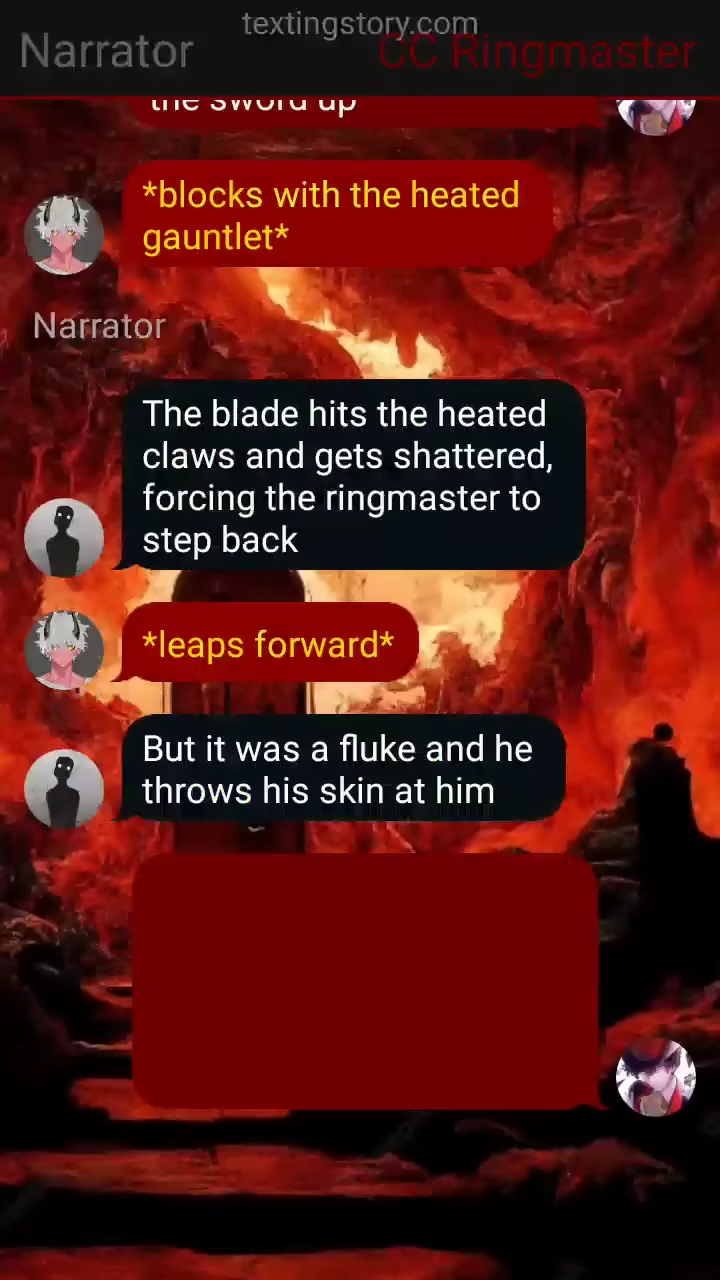 textingstory.com
Narrator
CC Ringmaster
the sword up
*blocks with the heated
gauntlet*
Narrator
The blade hits the heated
claws and gets shattered,
forcing the ringmaster to
step back
*leaps forward*
But it was a fluke and he
throws his skin at him